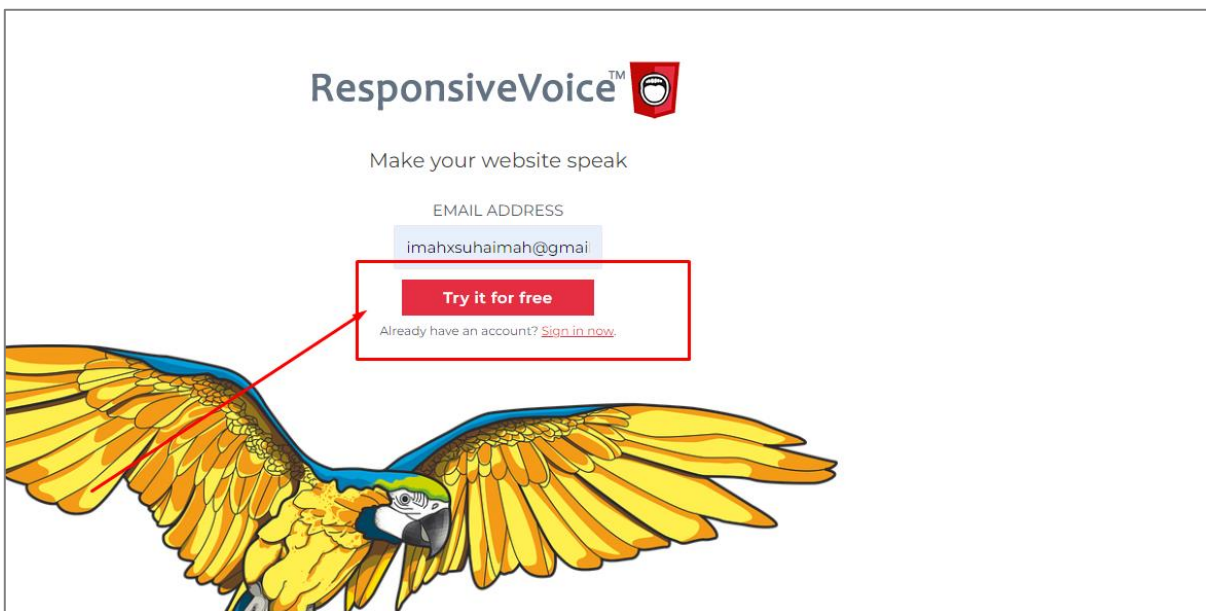 ResponsiveVoice™
Make your website speak
EMAIL ADDRESS
imahxsuhaimah@gmail
Try it for free
Already have an account? Sign in now.